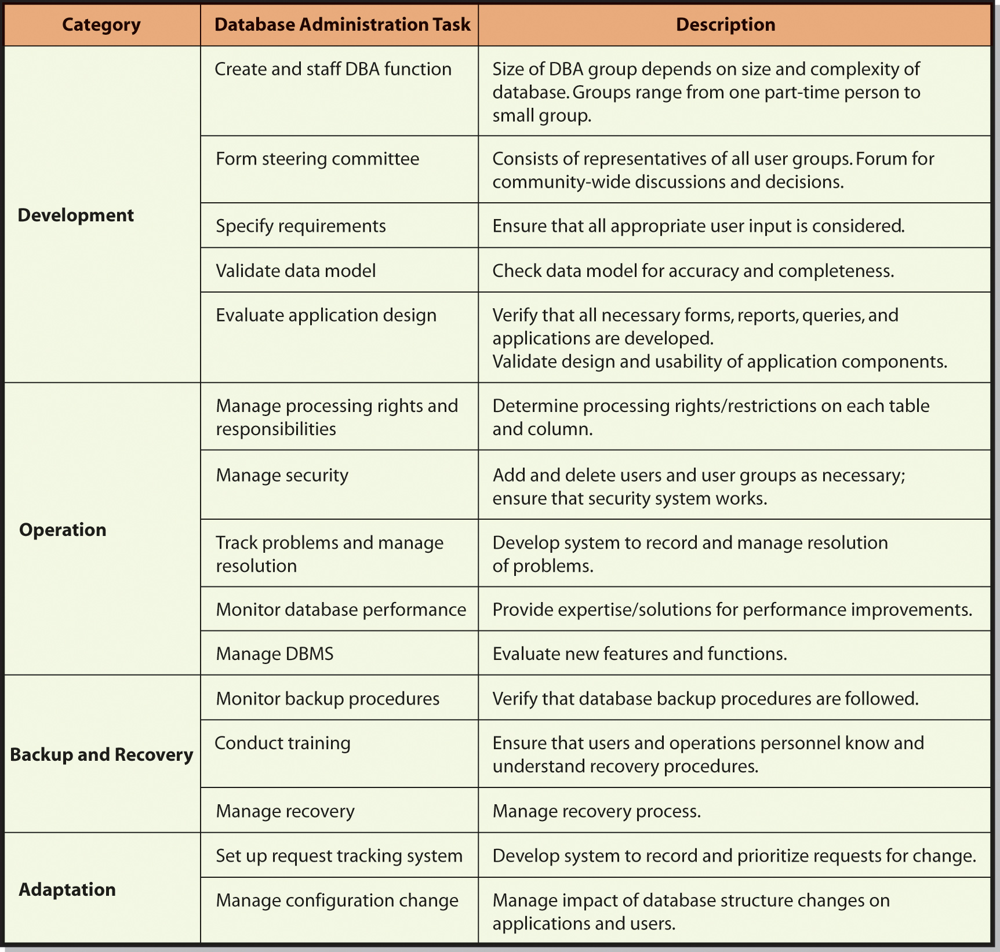 Category
Database Administration Task
Description
Development
Create and staff DBA function
Size of DBA group depends on size and complexity of
database. Groups range from one part-time person to
small group.
Form steering committee
Consists of representatives of all user groups. Forum for
community-wide discussions and decisions.
Specify requirements
Ensure that all appropriate user input is considered.
Validate data model
Check data model for accuracy and completeness.
Evaluate application design
Verify that all necessary forms, reports, queries, and
applications are developed.
Validate design and usability of application components.
Operation
Manage processing rights and
responsibilities
Determine processing rights/restrictions on each table
and column.
Manage security
Add and delete users and user groups as necessary;
ensure that security system works.
Track problems and manage
resolution
Develop system to record and manage resolution
of problems.
Monitor database performance
Provide expertise/solutions for performance improvements.
Manage DBMS
Evaluate new features and functions.
Backup and Recovery
Monitor backup procedures
Verify that database backup procedures are followed.
Conduct training
Ensure that users and operations personnel know and
understand recovery procedures.
Manage recovery
Manage recovery process.
Adaptation
Set up request tracking system
Develop system to record and prioritize requests for change.
Manage configuration change
Manage impact of database structure changes on
applications and users.